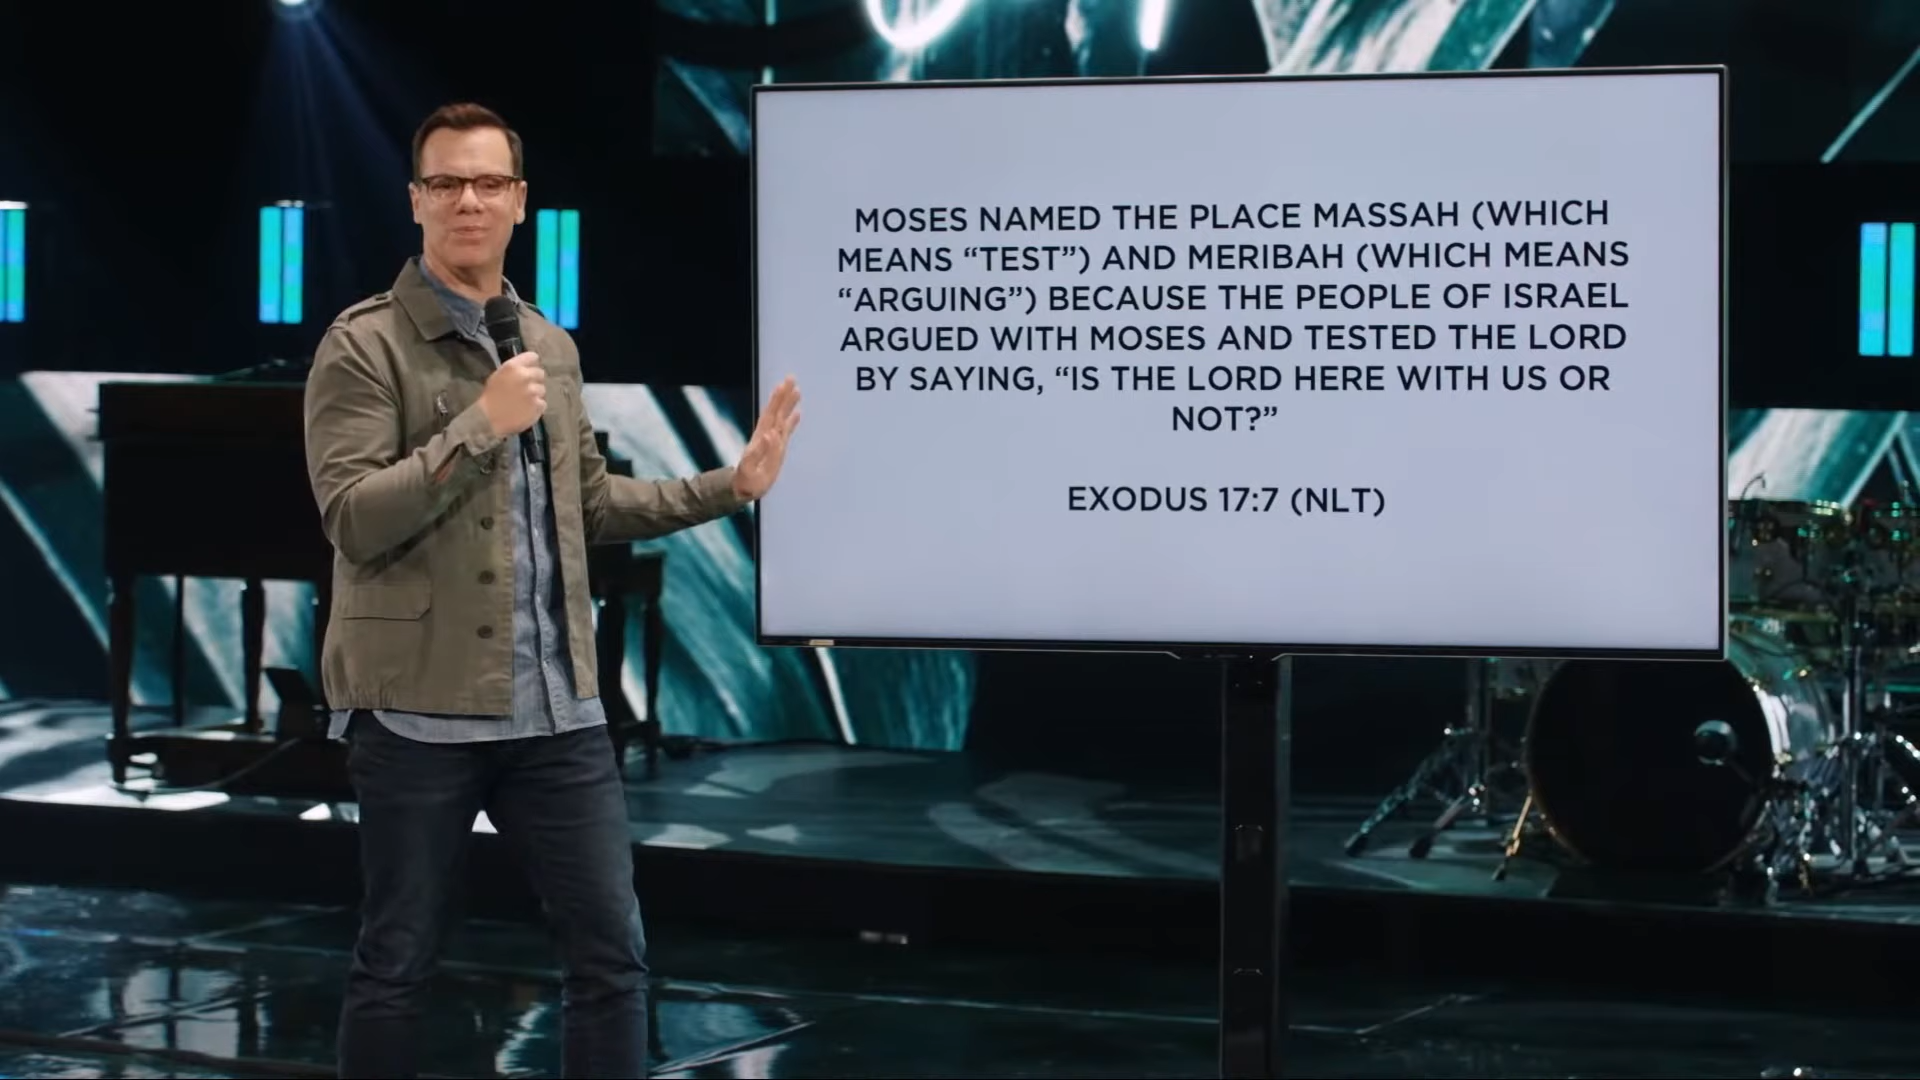 MOSES NAMED THE PLACE MASSAH (WHICH
MEANS “TEST”) AND MERIBAH (WHICH MEANS
“ARGUING”) BECAUSE THE PEOPLE OF ISRAEL
ARGUED WITH MOSES AND TESTED THE LORD
BY SAYING, “IS THE LORD HERE WITH US OR
NOT?”
EXODUS 17:7 (NLT)